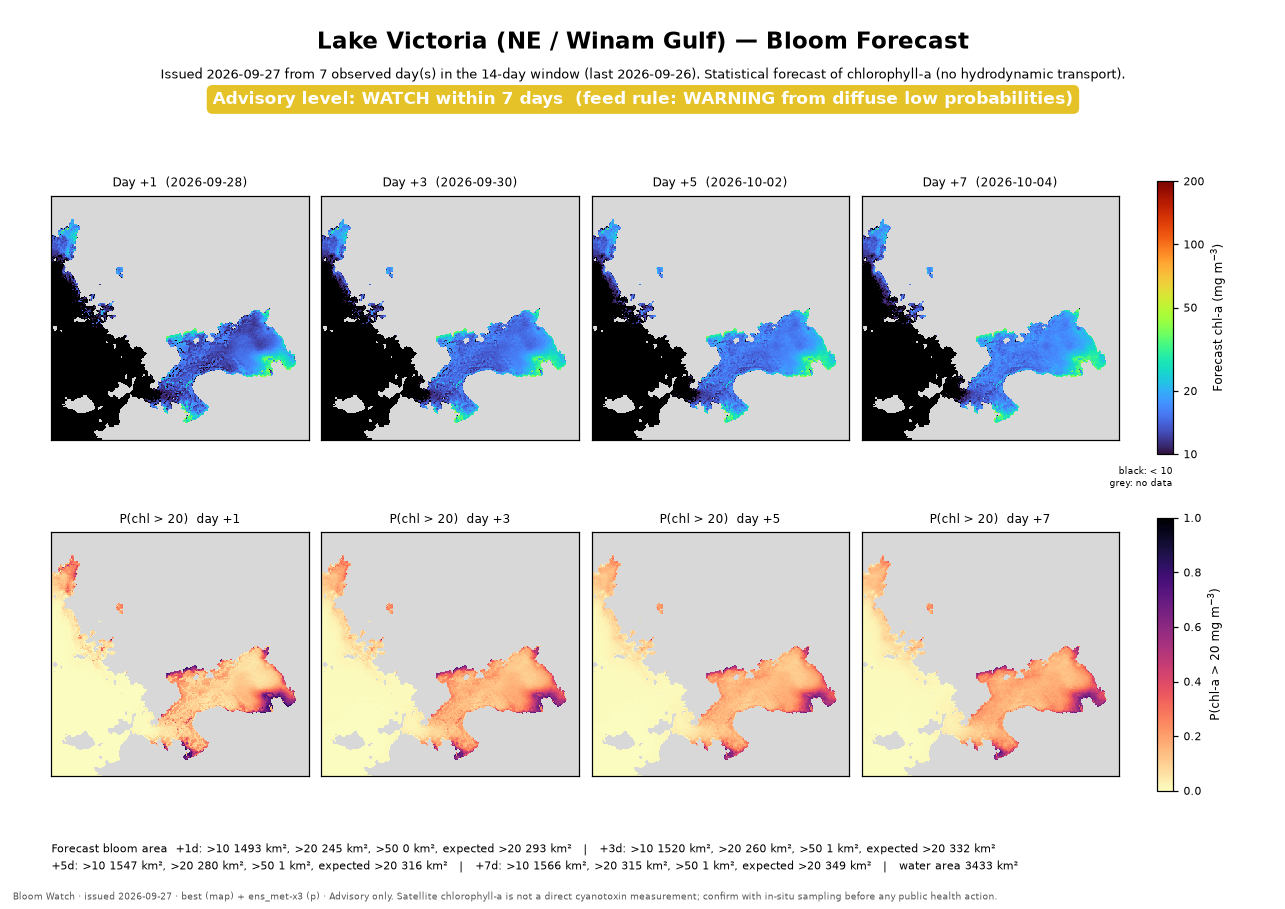 Lake Victoria (NE / Winam Gulf) — Bloom Forecast
Issued 2026-09-27 from 7 observed day(s) in the 14-day window (last 2026-09-26). Statistical forecast of chlorophyll-a (no hydrodynamic transport).
Advisory level: WATCH within 7 days (feed rule: WARNING from diffuse low probabilities)
Day +1 (2026-09-28)
Day +3 (2026-09-30)
Day +5 (2026-10-02)
Day +7 (2026-10-04)
200
100
50
20
10
Forecast chl-a (mg m⁻³)
black: < 10
grey: no data
P(chl > 20) day +1
P(chl > 20) day +3
P(chl > 20) day +5
P(chl > 20) day +7
1.0
0.8
0.6
0.4
0.2
0.0
P(chl-a > 20 mg m⁻³)
Forecast bloom area +1d: >10 1493 km², >20 245 km², >50 0 km², expected >20 293 km² | +3d: >10 1520 km², >20 260 km², >50 1 km², expected >20 332 km²
+5d: >10 1547 km², >20 280 km², >50 1 km², expected >20 316 km² | +7d: >10 1566 km², >20 315 km², >50 1 km², expected >20 349 km² | water area 3433 km²
Bloom Watch · issued 2026-09-27 · best (map) + ens_met-x3 (p) · Advisory only. Satellite chlorophyll-a is not a direct cyanotoxin measurement; confirm with in-situ sampling before any public health action.